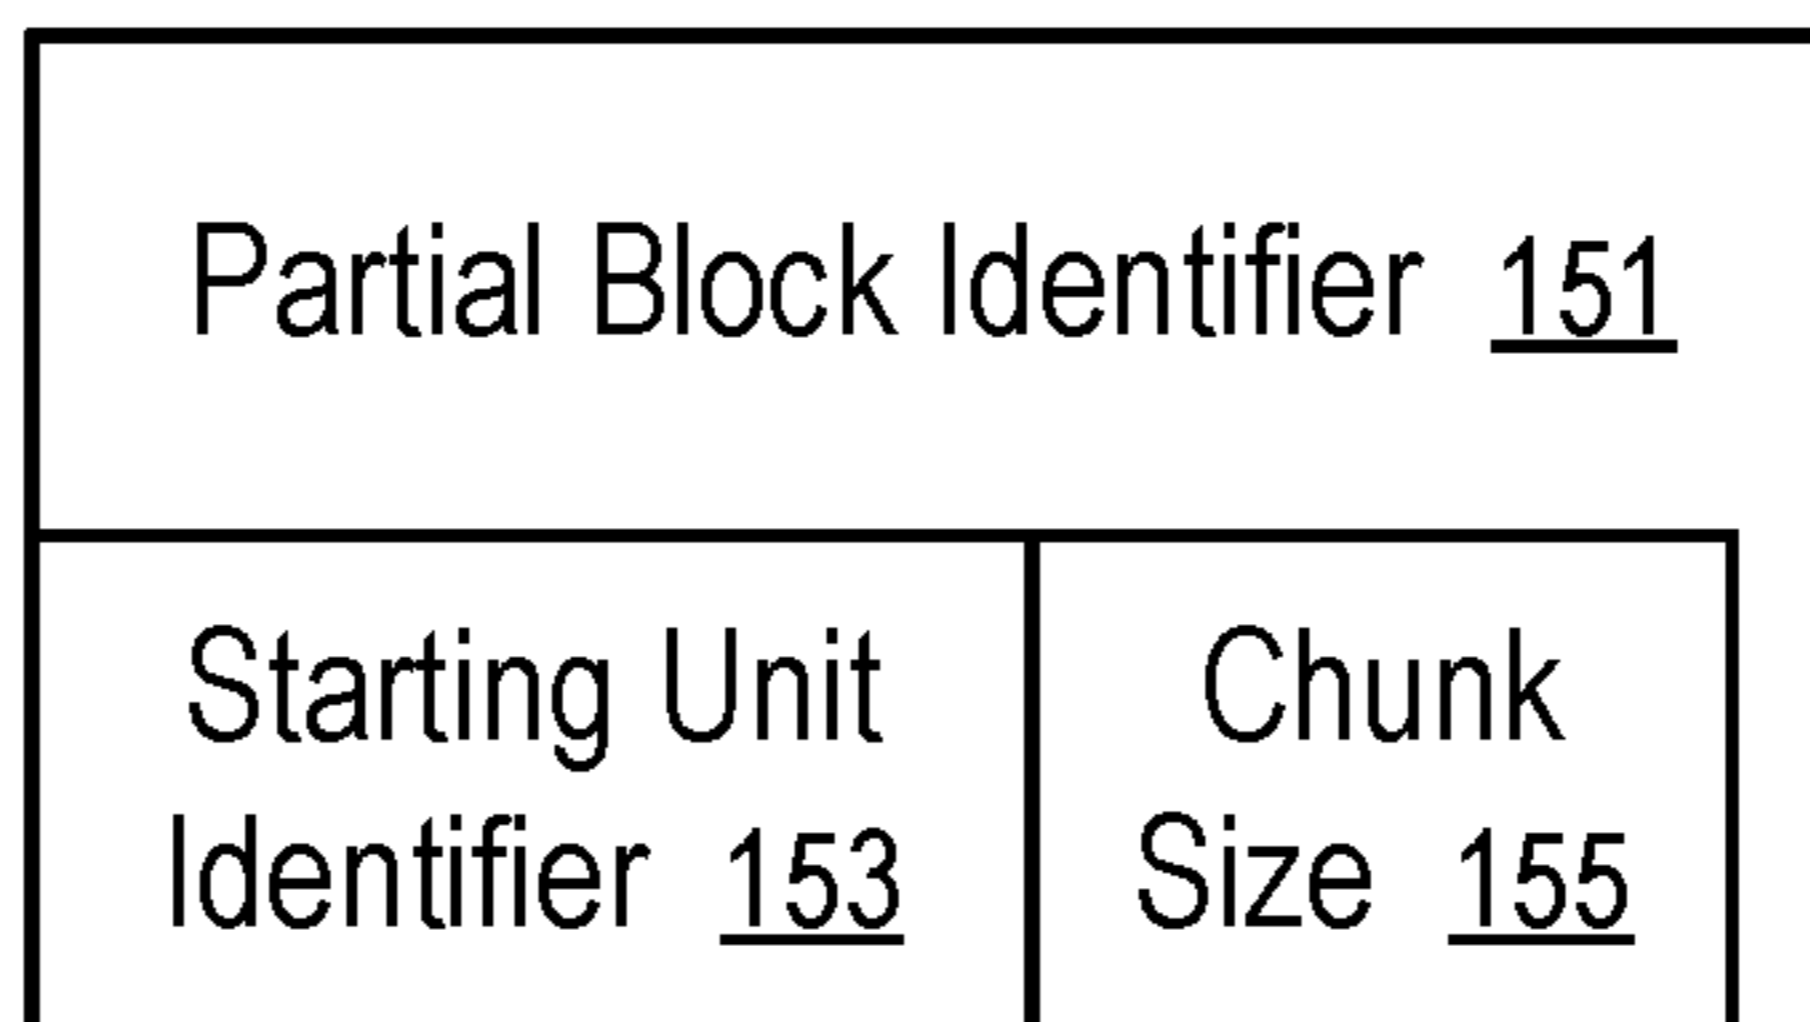 Partial Block Identifier 151
Starting Unit
Identifier 153
Chunk
Size 155